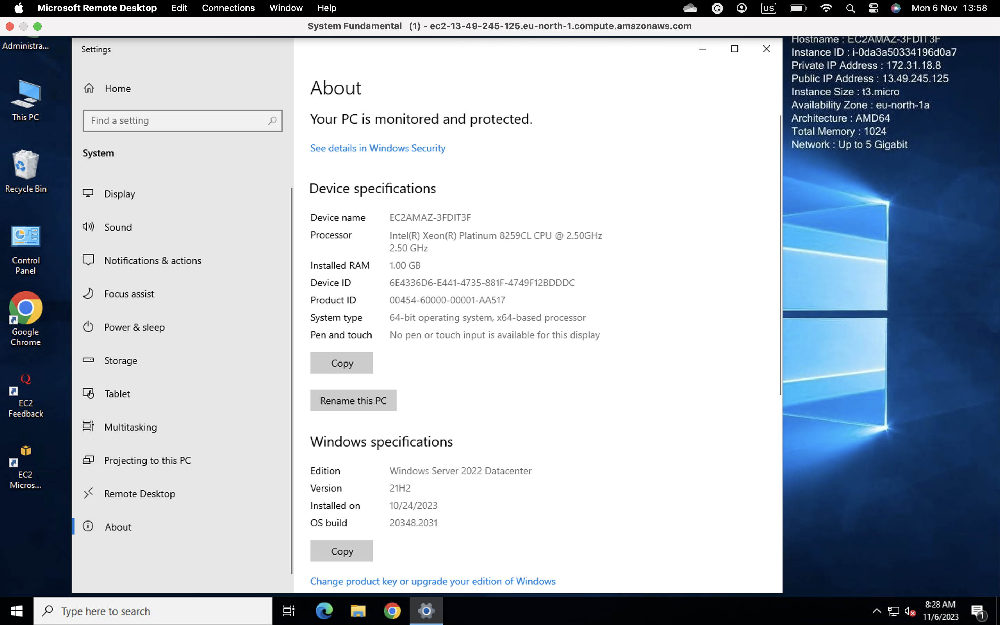 Microsoft Remote Desktop Edit Connections Window Help US Mon 6 Nov 13:58
System Fundamental (1) - ec2-13-49-245-125.eu-north-1.compute.amazonaws.com
Administra...
This PC
Recycle Bin
Control
Panel
Google
Chrome
EC2
Feedback
EC2
Micros...
Settings
Home
Find a setting
System
Display
Sound
Notifications & actions
Focus assist
Power & sleep
Storage
Tablet
Multitasking
Projecting to this PC
Remote Desktop
About
About
Your PC is monitored and protected.
See details in Windows Security
Device specifications
Device name EC2AMAZ-3FDIT3F
Processor Intel(R) Xeon(R) Platinum 8259CL CPU @ 2.50GHz
2.50 GHz
Installed RAM 1.00 GB
Device ID 6E4336D6-E441-4735-881F-4749F12BDDDC
Product ID 00454-60000-00001-AA517
System type 64-bit operating system, x64-based processor
Pen and touch No pen or touch input is available for this display
Copy
Rename this PC
Windows specifications
Edition Windows Server 2022 Datacenter
Version 21H2
Installed on 10/24/2023
OS build 20348.2031
Copy
Change product key or upgrade your edition of Windows
Hostname : EC2AMAZ-3FDIT3F
Instance ID : i-0da3a50334196d0a7
Private IP Address : 172.31.18.8
Public IP Address : 13.49.245.125
Instance Size : t3.micro
Availability Zone : eu-north-1a
Architecture : AMD64
Total Memory : 1024
Network : Up to 5 Gigabit
Type here to search
8:28 AM
11/6/2023
1